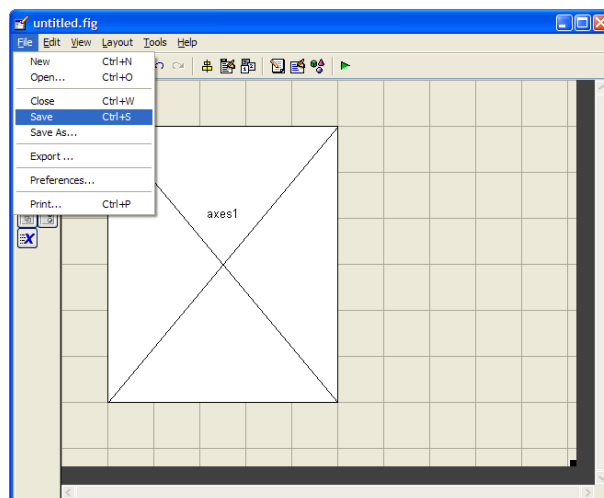 untitled.fig
File Edit View Layout Tools Help
New Ctrl+N
Open... Ctrl+O
Close Ctrl+W
Save Ctrl+S
Save As...
Export ...
Preferences...
Print... Ctrl+P
axes1